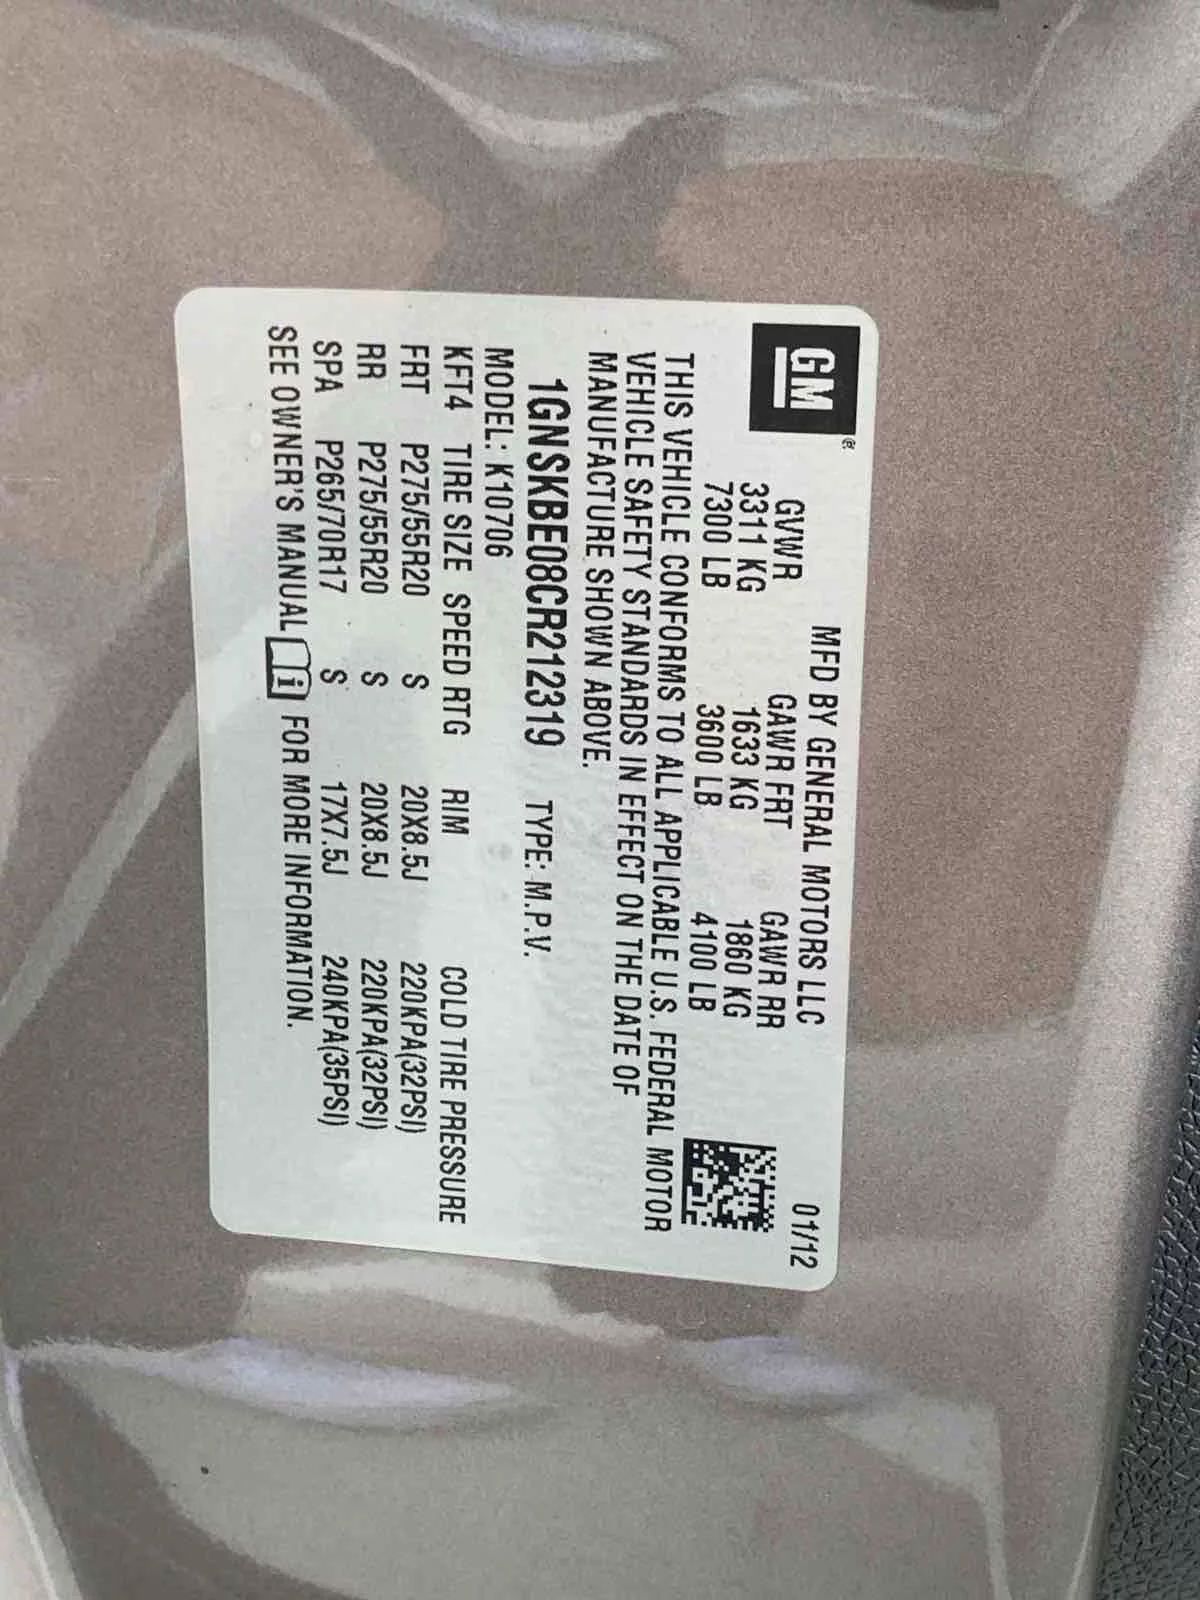 GM®
MFD BY GENERAL MOTORS LLC 01/12
GVWR GAWR FRT GAWR RR
3311 KG 1633 KG 1860 KG
7300 LB 3600 LB 4100 LB
THIS VEHICLE CONFORMS TO ALL APPLICABLE U.S. FEDERAL MOTOR
VEHICLE SAFETY STANDARDS IN EFFECT ON THE DATE OF
MANUFACTURE SHOWN ABOVE.
1GNSKBE08CR212319 TYPE: M.P.V.
MODEL: K10706
KFT4 TIRE SIZE SPEED RTG RIM COLD TIRE PRESSURE
FRT P275/55R20 S 20X8.5J 220KPA(32PSI)
RR P275/55R20 S 20X8.5J 220KPA(32PSI)
SPA P265/70R17 S 17X7.5J 240KPA(35PSI)
SEE OWNER'S MANUAL i FOR MORE INFORMATION.